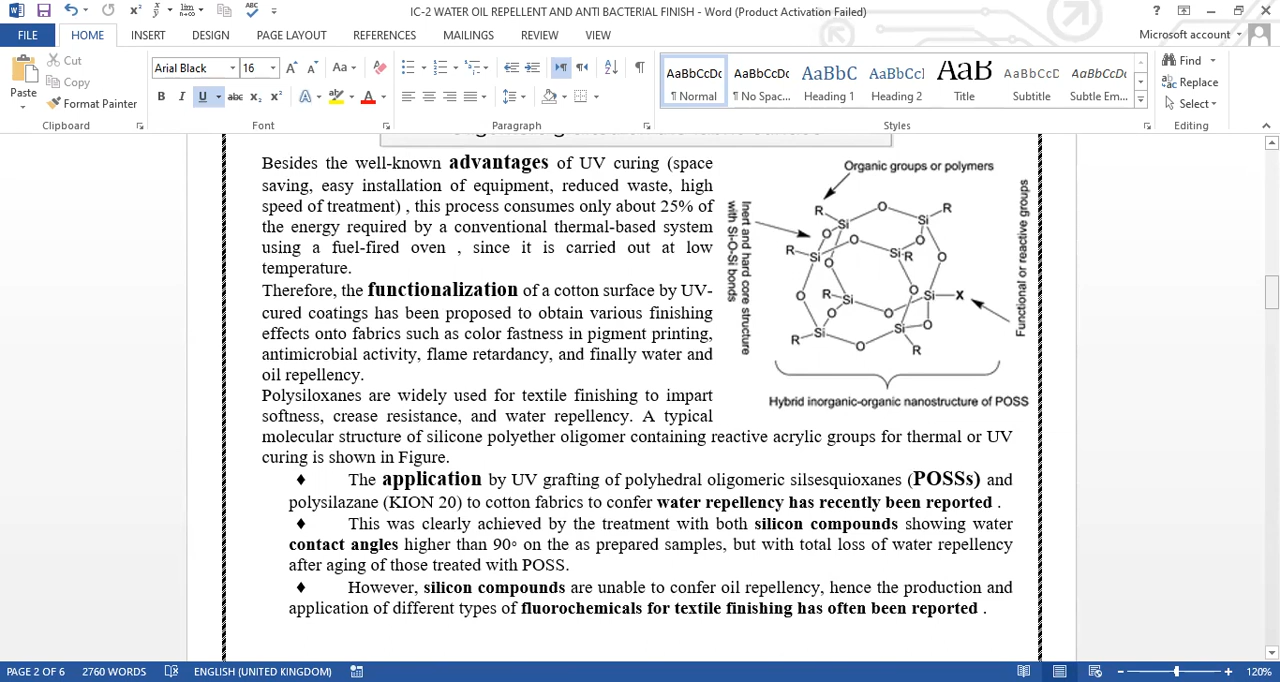 IC-2 WATER OIL REPELLENT AND ANTI BACTERIAL FINISH - Word (Product Activation Failed)
FILE HOME INSERT DESIGN PAGE LAYOUT REFERENCES MAILINGS REVIEW VIEW
Microsoft account
Paste
Cut
Copy
Format Painter
Arial Black 16
AaBbCcDc AaBbCcDc AaBbC AaBbCcI AaB AaBbCcD AaBbCcDt
¶ Normal ¶ No Spac... Heading 1 Heading 2 Title Subtitle Subtle Em...
Find
Replace
Select
Clipboard Font Paragraph Styles Editing
Besides the well-known advantages of UV curing (space
saving, easy installation of equipment, reduced waste, high
speed of treatment) , this process consumes only about 25% of
the energy required by a conventional thermal-based system
using a fuel-fired oven , since it is carried out at low
temperature.
Therefore, the functionalization of a cotton surface by UV-
cured coatings has been proposed to obtain various finishing
effects onto fabrics such as color fastness in pigment printing,
antimicrobial activity, flame retardancy, and finally water and
oil repellency.
Polysiloxanes are widely used for textile finishing to impart
softness, crease resistance, and water repellency. A typical
molecular structure of silicone polyether oligomer containing reactive acrylic groups for thermal or UV
curing is shown in Figure.
Organic groups or polymers
Inert and hard core structure
with Si-O-Si bonds
Functional or reactive groups
R Si O Si R
O O O
R Si O Si R O
O R Si O Si X
R Si O O Si O
O R
Hybrid inorganic-organic nanostructure of POSS
♦ The application by UV grafting of polyhedral oligomeric silsesquioxanes (POSSs) and
polysilazane (KION 20) to cotton fabrics to confer water repellency has recently been reported .
♦ This was clearly achieved by the treatment with both silicon compounds showing water
contact angles higher than 90◦ on the as prepared samples, but with total loss of water repellency
after aging of those treated with POSS.
♦ However, silicon compounds are unable to confer oil repellency, hence the production and
application of different types of fluorochemicals for textile finishing has often been reported .
PAGE 2 OF 6 2760 WORDS ENGLISH (UNITED KINGDOM) 120%